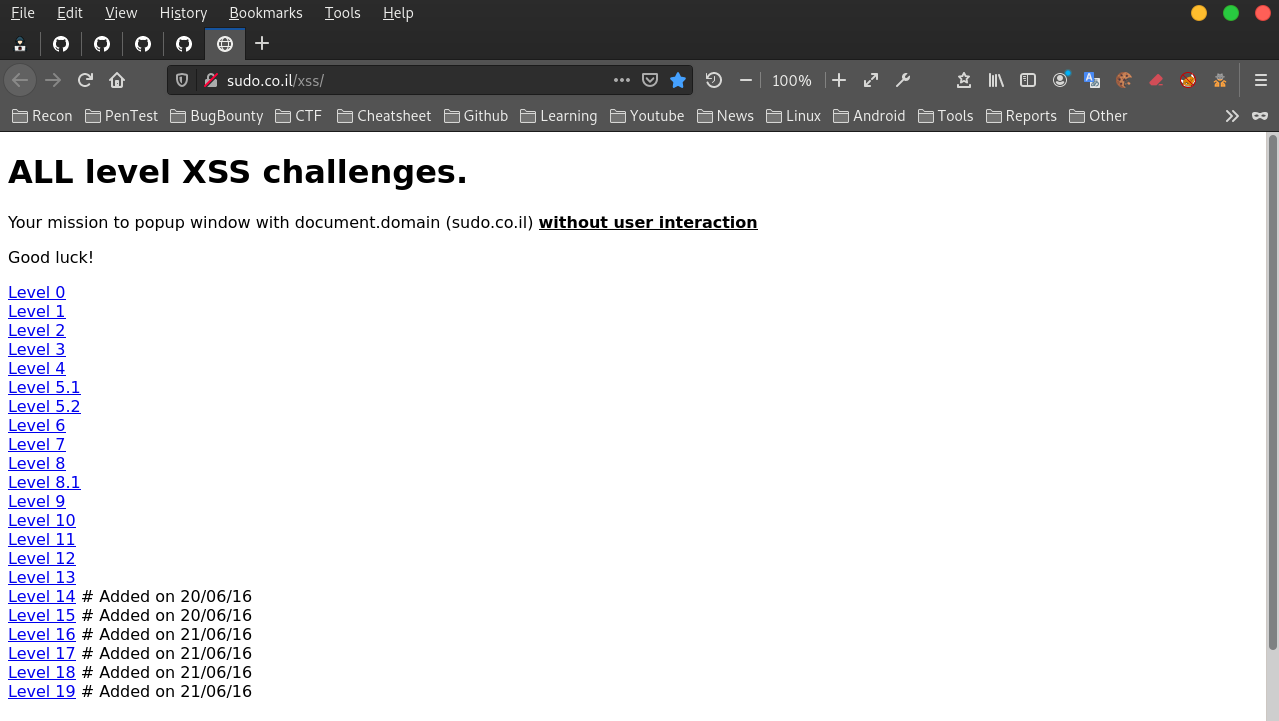 File Edit View History Bookmarks Tools Help
sudo.co.il/xss/ 100%
Recon PenTest BugBounty CTF Cheatsheet Github Learning Youtube News Linux Android Tools Reports Other
ALL level XSS challenges.
Your mission to popup window with document.domain (sudo.co.il) without user interaction
Good luck!
Level 0
Level 1
Level 2
Level 3
Level 4
Level 5.1
Level 5.2
Level 6
Level 7
Level 8
Level 8.1
Level 9
Level 10
Level 11
Level 12
Level 13
Level 14 # Added on 20/06/16
Level 15 # Added on 20/06/16
Level 16 # Added on 21/06/16
Level 17 # Added on 21/06/16
Level 18 # Added on 21/06/16
Level 19 # Added on 21/06/16